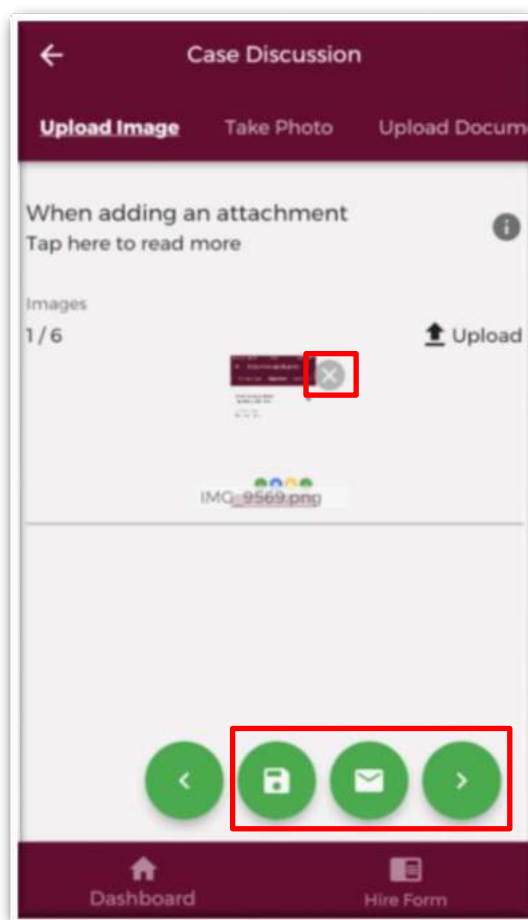 Case Discussion
Upload Image Take Photo Upload Docum
When adding an attachment
Tap here to read more
Images
1 / 6 Upload
IMG_9569.png
Dashboard Hire Form